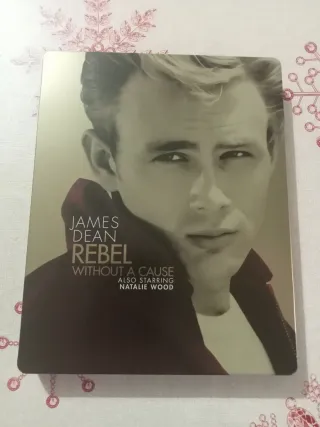 JAMES
DEAN
REBEL
WITHOUT A CAUSE
ALSO STARRING
NATALIE WOOD